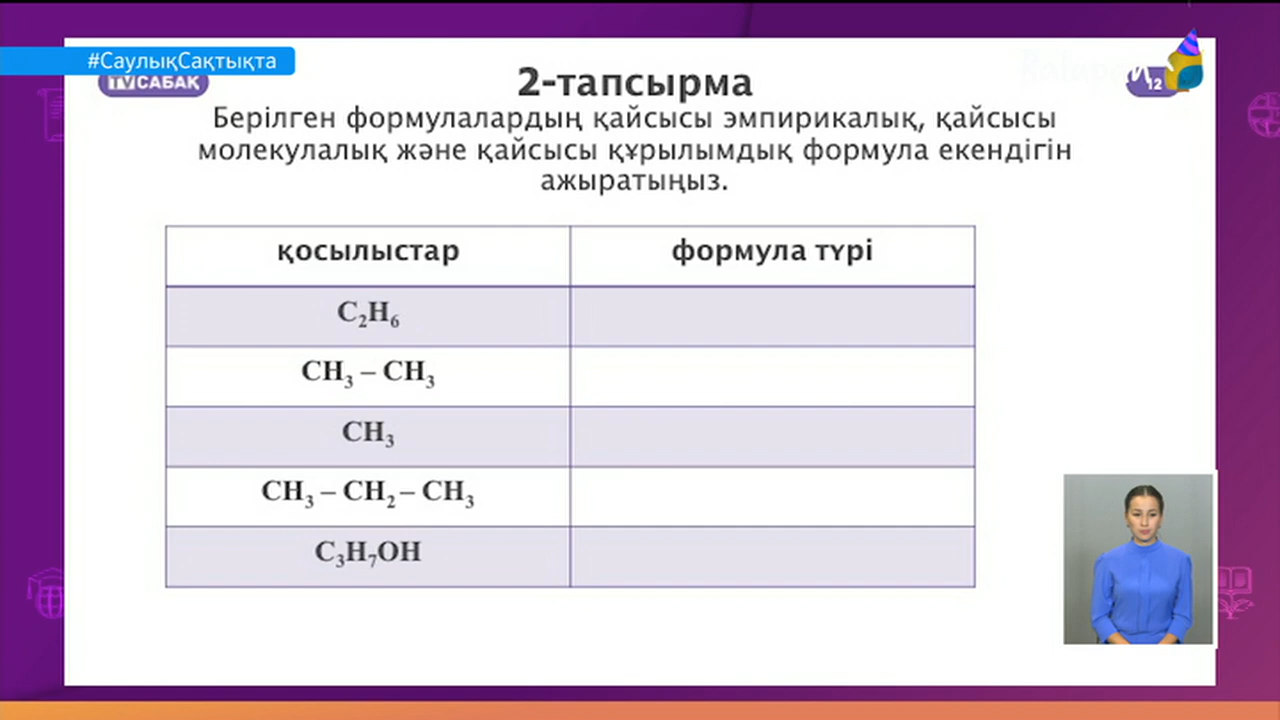 #СаулықСақтықта
TVСАБАҚ
12
2-тапсырма
Берілген формулалардың қайсысы эмпирикалық, қайсысы
молекулалық және қайсысы құрылымдық формула екендігін
ажыратыңыз.
қосылыстар формула түрі
C₂H₆
CH₃ – CH₃
CH₃
CH₃ – CH₂ – CH₃
C₃H₇OH